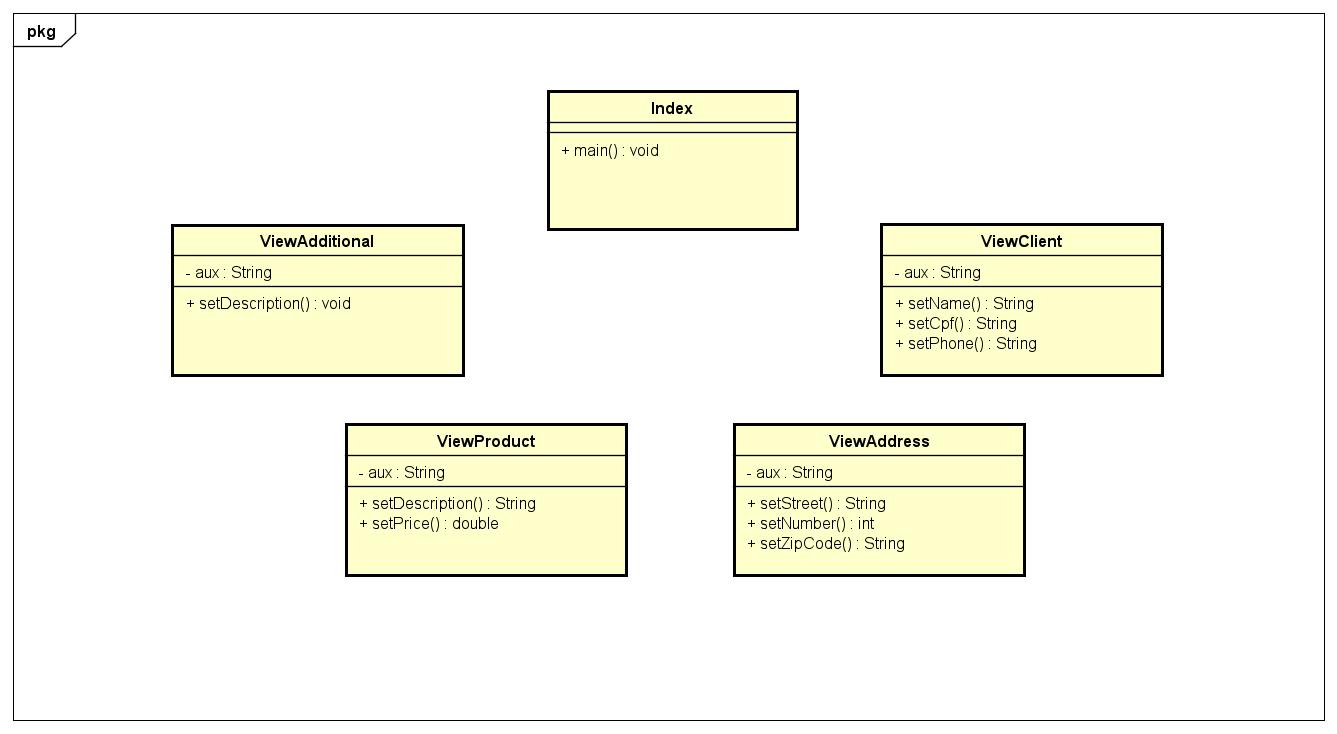 pkg
Index
+ main() : void
ViewAdditional
- aux : String
+ setDescription() : void
ViewClient
- aux : String
+ setName() : String
+ setCpf() : String
+ setPhone() : String
ViewProduct
- aux : String
+ setDescription() : String
+ setPrice() : double
ViewAddress
- aux : String
+ setStreet() : String
+ setNumber() : int
+ setZipCode() : String